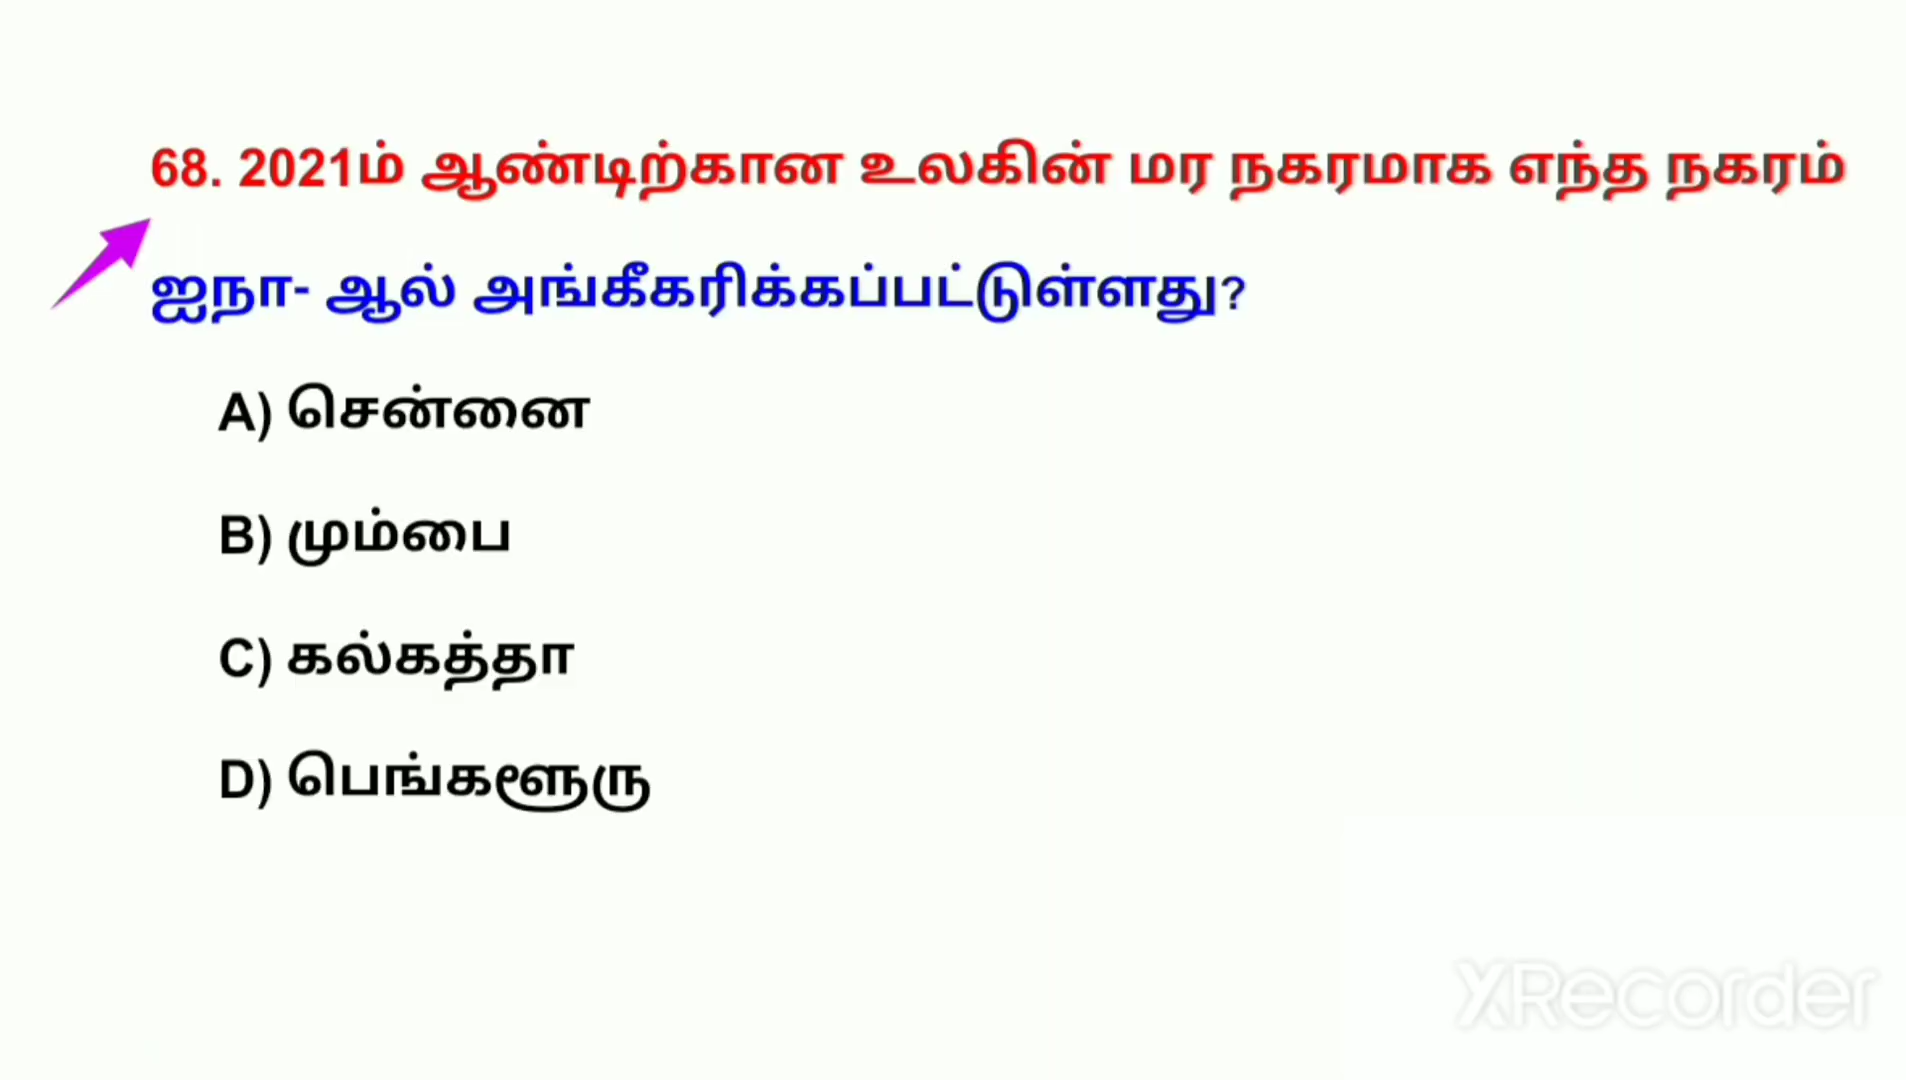 68. 2021ம் ஆண்டிற்கான உலகின் மர நகரமாக எந்த நகரம்
ஐநா- ஆல் அங்கீகரிக்கப்பட்டுள்ளது?
A) சென்னை
B) மும்பை
C) கல்கத்தா
D) பெங்களூரு
XRecorder